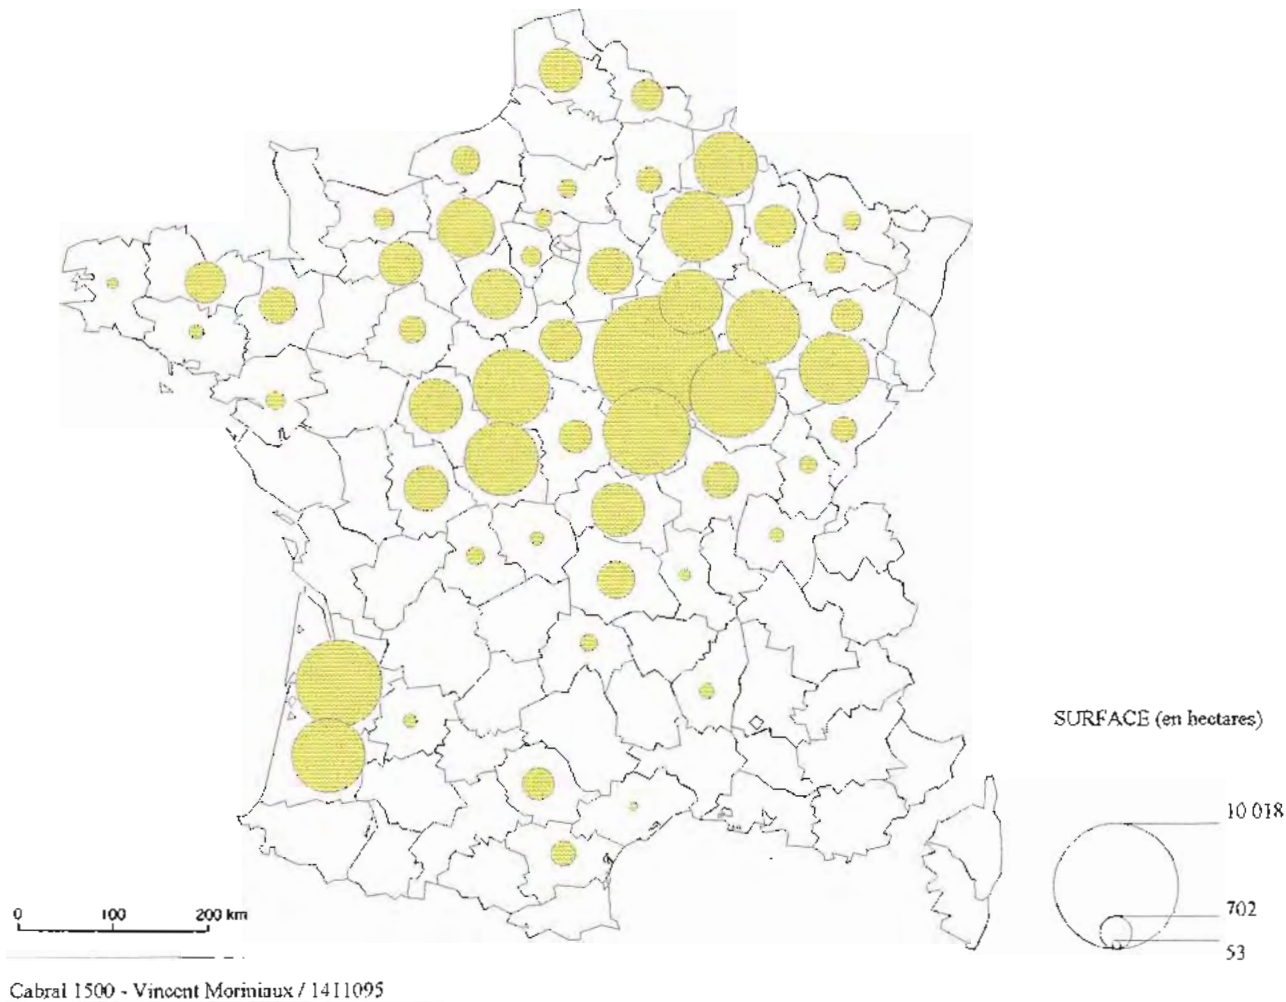 SURFACE (en hectares)
10 018
702
53
0 100 200 km
Cabral 1500 - Vincent Moriniaux / 1411095